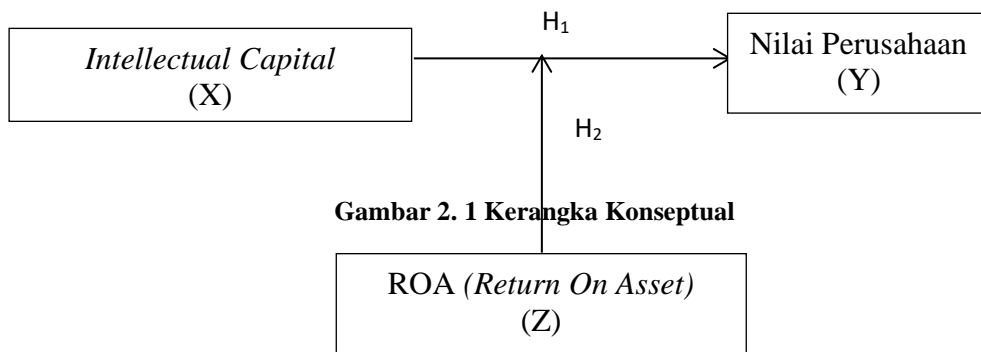 H₁
Intellectual Capital
(X)
Nilai Perusahaan
(Y)
H₂
Gambar 2. 1 Kerangka Konseptual
ROA (Return On Asset)
(Z)